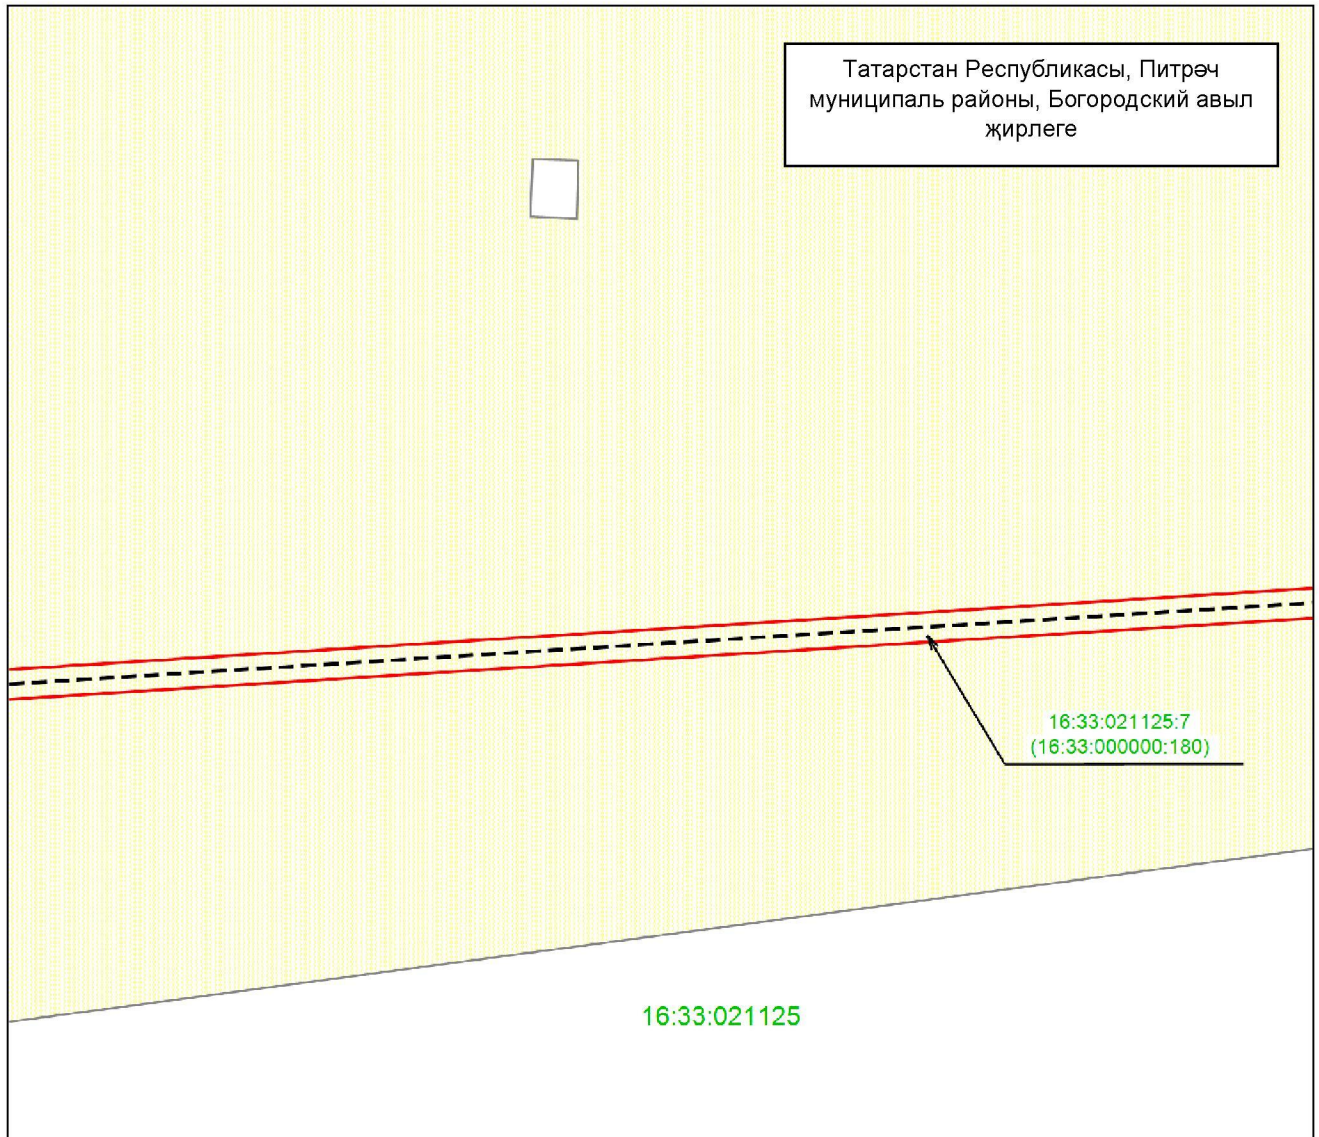 Татарстан Республикасы, Питрәч
муниципаль районы, Богородский авыл
җирлеге
16:33:021125:7
(16:33:000000:180)
16:33:021125